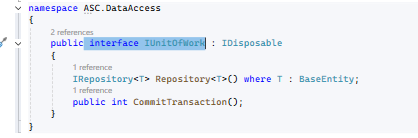 namespace ASC.DataAccess
{
2 references
public interface IUnitOfWork : IDisposable
{
1 reference
IRepository<T> Repository<T>() where T : BaseEntity;
1 reference
public int CommitTransaction();
}
}